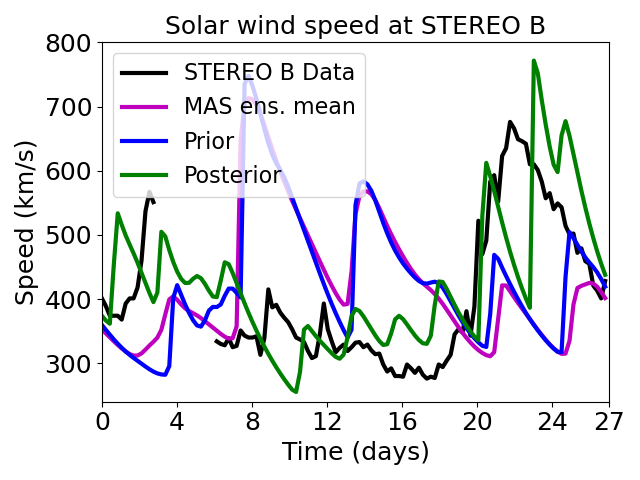 Solar wind speed at STEREO B
800
700
600
500
400
300
Speed (km/s)
STEREO B Data
MAS ens. mean
Prior
Posterior
0 4 8 12 16 20 24 27
Time (days)